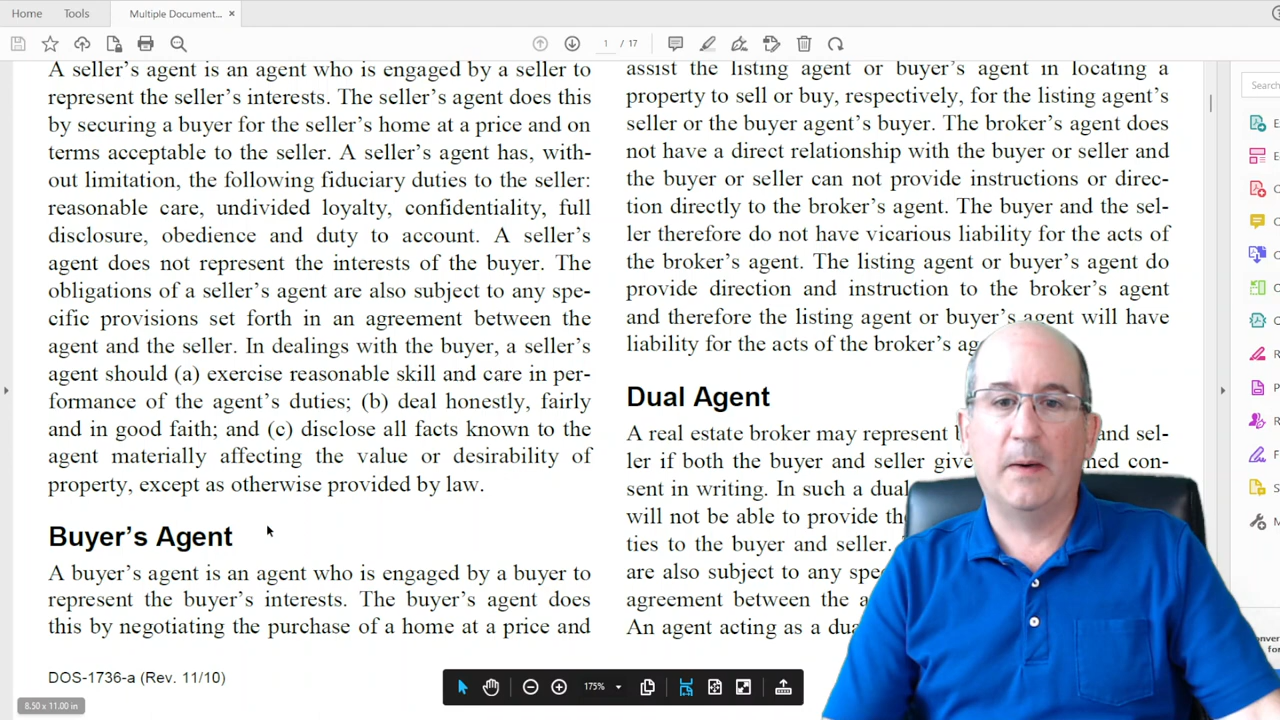 Home
Tools
Multiple Document... ×
1 / 17
A seller's agent is an agent who is engaged by a seller to
represent the seller's interests. The seller's agent does this
by securing a buyer for the seller's home at a price and on
terms acceptable to the seller. A seller's agent has, with-
out limitation, the following fiduciary duties to the seller:
reasonable care, undivided loyalty, confidentiality, full
disclosure, obedience and duty to account. A seller's
agent does not represent the interests of the buyer. The
obligations of a seller's agent are also subject to any spe-
cific provisions set forth in an agreement between the
agent and the seller. In dealings with the buyer, a seller's
agent should (a) exercise reasonable skill and care in per-
formance of the agent's duties; (b) deal honestly, fairly
and in good faith; and (c) disclose all facts known to the
agent materially affecting the value or desirability of
property, except as otherwise provided by law.
Buyer's Agent
A buyer's agent is an agent who is engaged by a buyer to
represent the buyer's interests. The buyer's agent does
this by negotiating the purchase of a home at a price and
DOS-1736-a (Rev. 11/10)
8.50 x 11.00 in
assist the listing agent or buyer's agent in locating a
property to sell or buy, respectively, for the listing agent's
seller or the buyer agent's buyer. The broker's agent does
not have a direct relationship with the buyer or seller and
the buyer or seller can not provide instructions or direc-
tion directly to the broker's agent. The buyer and the sel-
ler therefore do not have vicarious liability for the acts of
the broker's agent. The listing agent or buyer's agent do
provide direction and instruction to the broker's agent
and therefore the listing agent or buyer's agent will have
liability for the acts of the broker's
Dual Agent
A real estate broker may represent and sel-
ler if both the buyer and seller give con-
sent in writing. In such a dual
will not be able to provide
ties to the buyer and seller.
are also subject to any
agreement between the
An agent acting as a
175%
Search